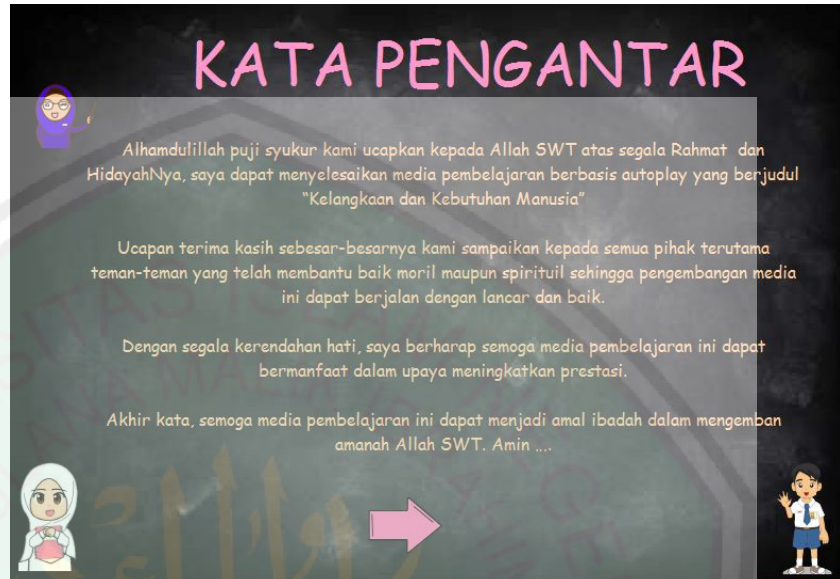 KATA PENGANTAR
Alhamdulillah puji syukur kami ucapkan kepada Allah SWT atas segala Rahmat dan
HidayahNya, saya dapat menyelesaikan media pembelajaran berbasis autoplay yang berjudul
"Kelangkaan dan Kebutuhan Manusia"
Ucapan terima kasih sebesar-besarnya kami sampaikan kepada semua pihak terutama
teman-teman yang telah membantu baik moril maupun spirituil sehingga pengembangan media
ini dapat berjalan dengan lancar dan baik.
Dengan segala kerendahan hati, saya berharap semoga media pembelajaran ini dapat
bermanfaat dalam upaya meningkatkan prestasi.
Akhir kata, semoga media pembelajaran ini dapat menjadi amal ibadah dalam mengemban
amanah Allah SWT. Amin ....